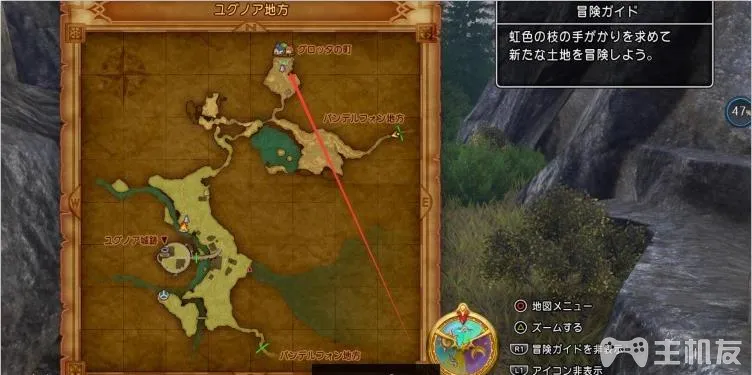 ユグノア地方
N
グロッタの町
バンデルフォン地方
W
E
ユグノア城跡
バンデルフォン地方
冒険ガイド
虹色の枝の手がかりを求めて
新たな土地を冒険しよう。
47
地図メニュー
ズームする
R1 冒険ガイドを非表示
L1 アイコン非表示
主机友